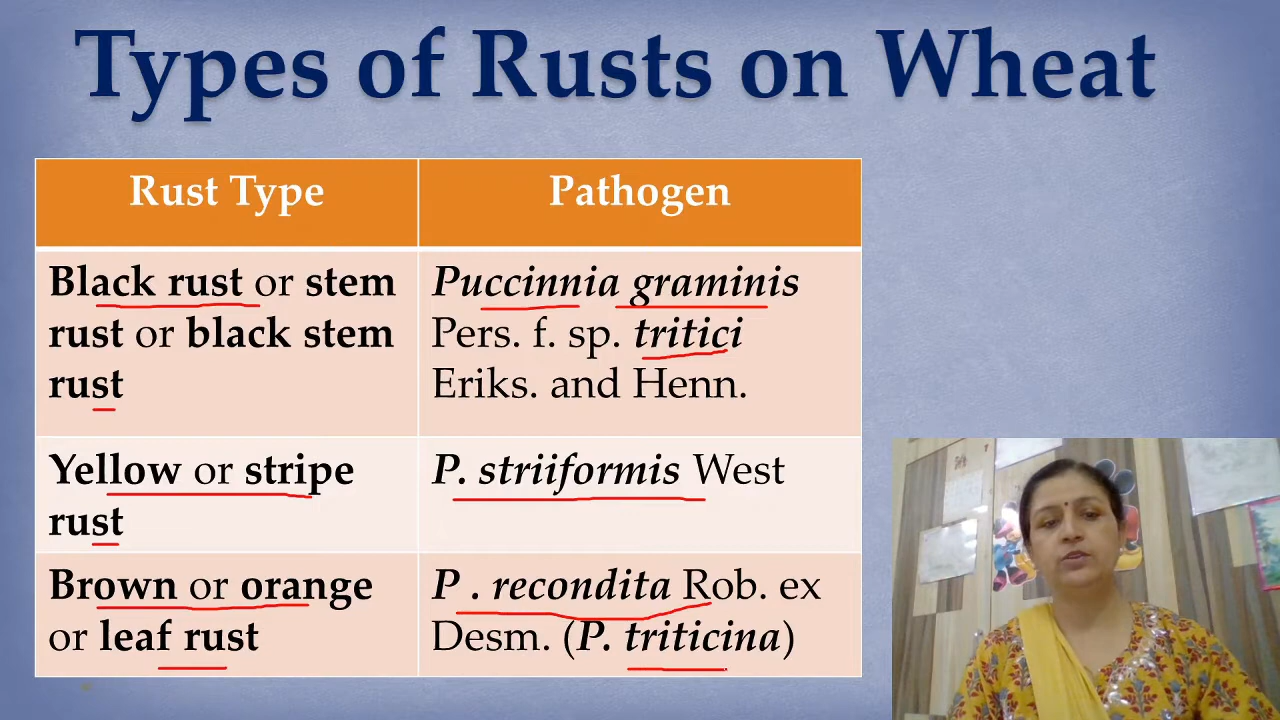 Types of Rusts on Wheat
Rust Type
Pathogen
Black rust or stem
rust or black stem
rust
Puccinnia graminis
Pers. f. sp. tritici
Eriks. and Henn.
Yellow or stripe
rust
P. striiformis West
Brown or orange
or leaf rust
P . recondita Rob. ex
Desm. (P. triticina)